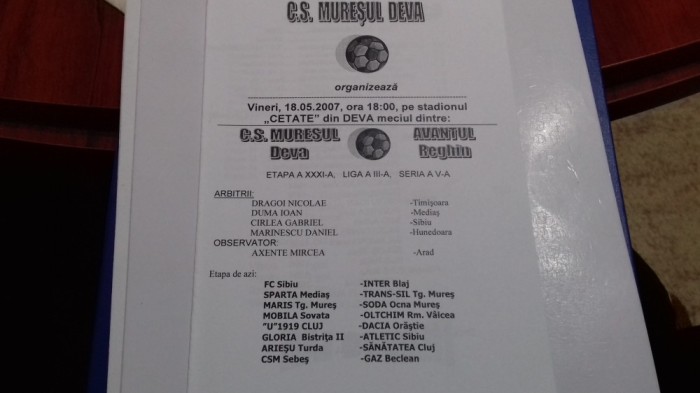 C.S. MUREŞUL DEVA
organizează
Vineri, 18.05.2007, ora 18:00, pe stadionul
„CETATE” din DEVA meciul dintre:
C.S. MURESUL AVANTUL
Deva Reghin
ETAPA A XXXI-A, LIGA A III-A, SERIA A V-A
ARBITRII:
DRAGOI NICOLAE -Timişoara
DUMA IOAN -Mediaş
CIRLEA GABRIEL -Sibiu
MARINESCU DANIEL -Hunedoara
OBSERVATOR:
AXENTE MIRCEA -Arad
Etapa de azi:
FC Sibiu -INTER Blaj
SPARTA Mediaş -TRANS-SIL Tg. Mureş
MARIS Tg. Mureş -SODA Ocna Mureş
MOBILA Sovata -OLTCHIM Rm. Vâlcea
"U"1919 CLUJ -DACIA Orăştie
GLORIA Bistriţa II -ATLETIC Sibiu
ARIEŞU Turda -SĂNĂTATEA Cluj
CSM Sebeş -GAZ Beclean